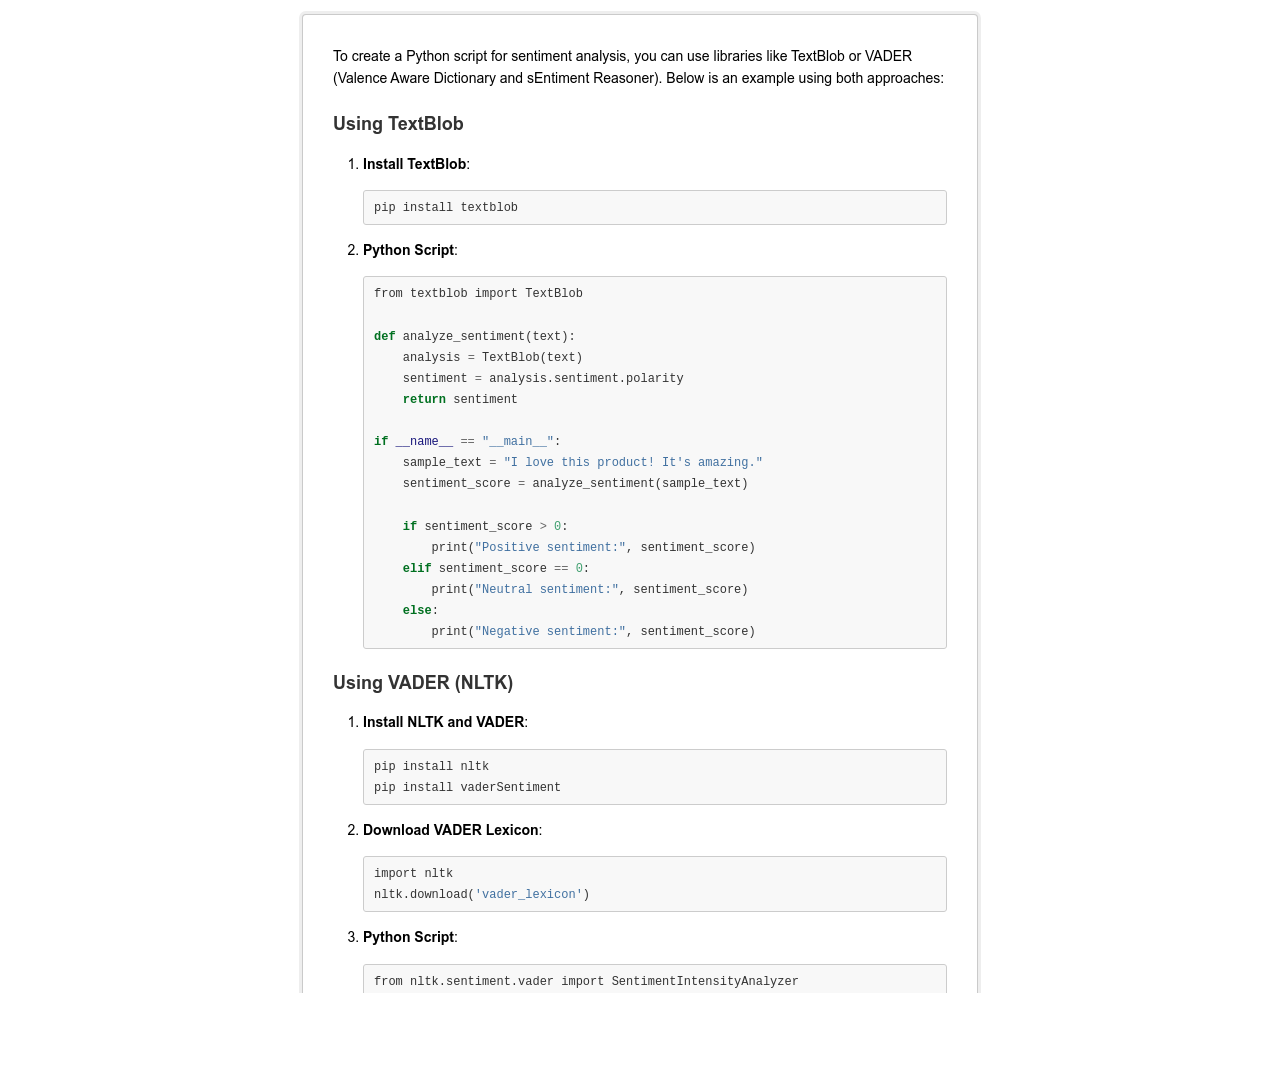 To create a Python script for sentiment analysis, you can use libraries like TextBlob or VADER
(Valence Aware Dictionary and sEntiment Reasoner). Below is an example using both approaches:
Using TextBlob
1. Install TextBlob:
pip install textblob
2. Python Script:
from textblob import TextBlob

def analyze_sentiment(text):
    analysis = TextBlob(text)
    sentiment = analysis.sentiment.polarity
    return sentiment

if __name__ == "__main__":
    sample_text = "I love this product! It's amazing."
    sentiment_score = analyze_sentiment(sample_text)

    if sentiment_score > 0:
        print("Positive sentiment:", sentiment_score)
    elif sentiment_score == 0:
        print("Neutral sentiment:", sentiment_score)
    else:
        print("Negative sentiment:", sentiment_score)
Using VADER (NLTK)
1. Install NLTK and VADER:
pip install nltk
pip install vaderSentiment
2. Download VADER Lexicon:
import nltk
nltk.download('vader_lexicon')
3. Python Script:
from nltk.sentiment.vader import SentimentIntensityAnalyzer